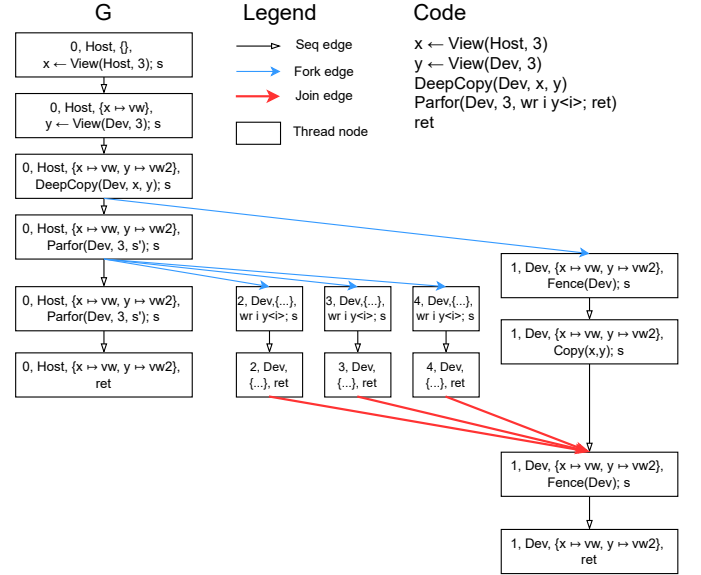 G
Legend
Code
0, Host, {},
x ← View(Host, 3); s
0, Host, {x ↦ vw},
y ← View(Dev, 3); s
0, Host, {x ↦ vw, y ↦ vw2},
DeepCopy(Dev, x, y); s
0, Host, {x ↦ vw, y ↦ vw2},
Parfor(Dev, 3, s'); s
0, Host, {x ↦ vw, y ↦ vw2},
Parfor(Dev, 3, s'); s
0, Host, {x ↦ vw, y ↦ vw2},
ret
Seq edge
Fork edge
Join edge
Thread node
x ← View(Host, 3)
y ← View(Dev, 3)
DeepCopy(Dev, x, y)
Parfor(Dev, 3, wr i y<i>; ret)
ret
2, Dev,{...},
wr i y<i>; s
3, Dev,{...},
wr i y<i>; s
4, Dev,{...},
wr i y<i>; s
2, Dev,
{...}, ret
3, Dev,
{...}, ret
4, Dev,
{...}, ret
1, Dev, {x ↦ vw, y ↦ vw2},
Fence(Dev); s
1, Dev, {x ↦ vw, y ↦ vw2},
Copy(x,y); s
1, Dev, {x ↦ vw, y ↦ vw2},
Fence(Dev); s
1, Dev, {x ↦ vw, y ↦ vw2},
ret